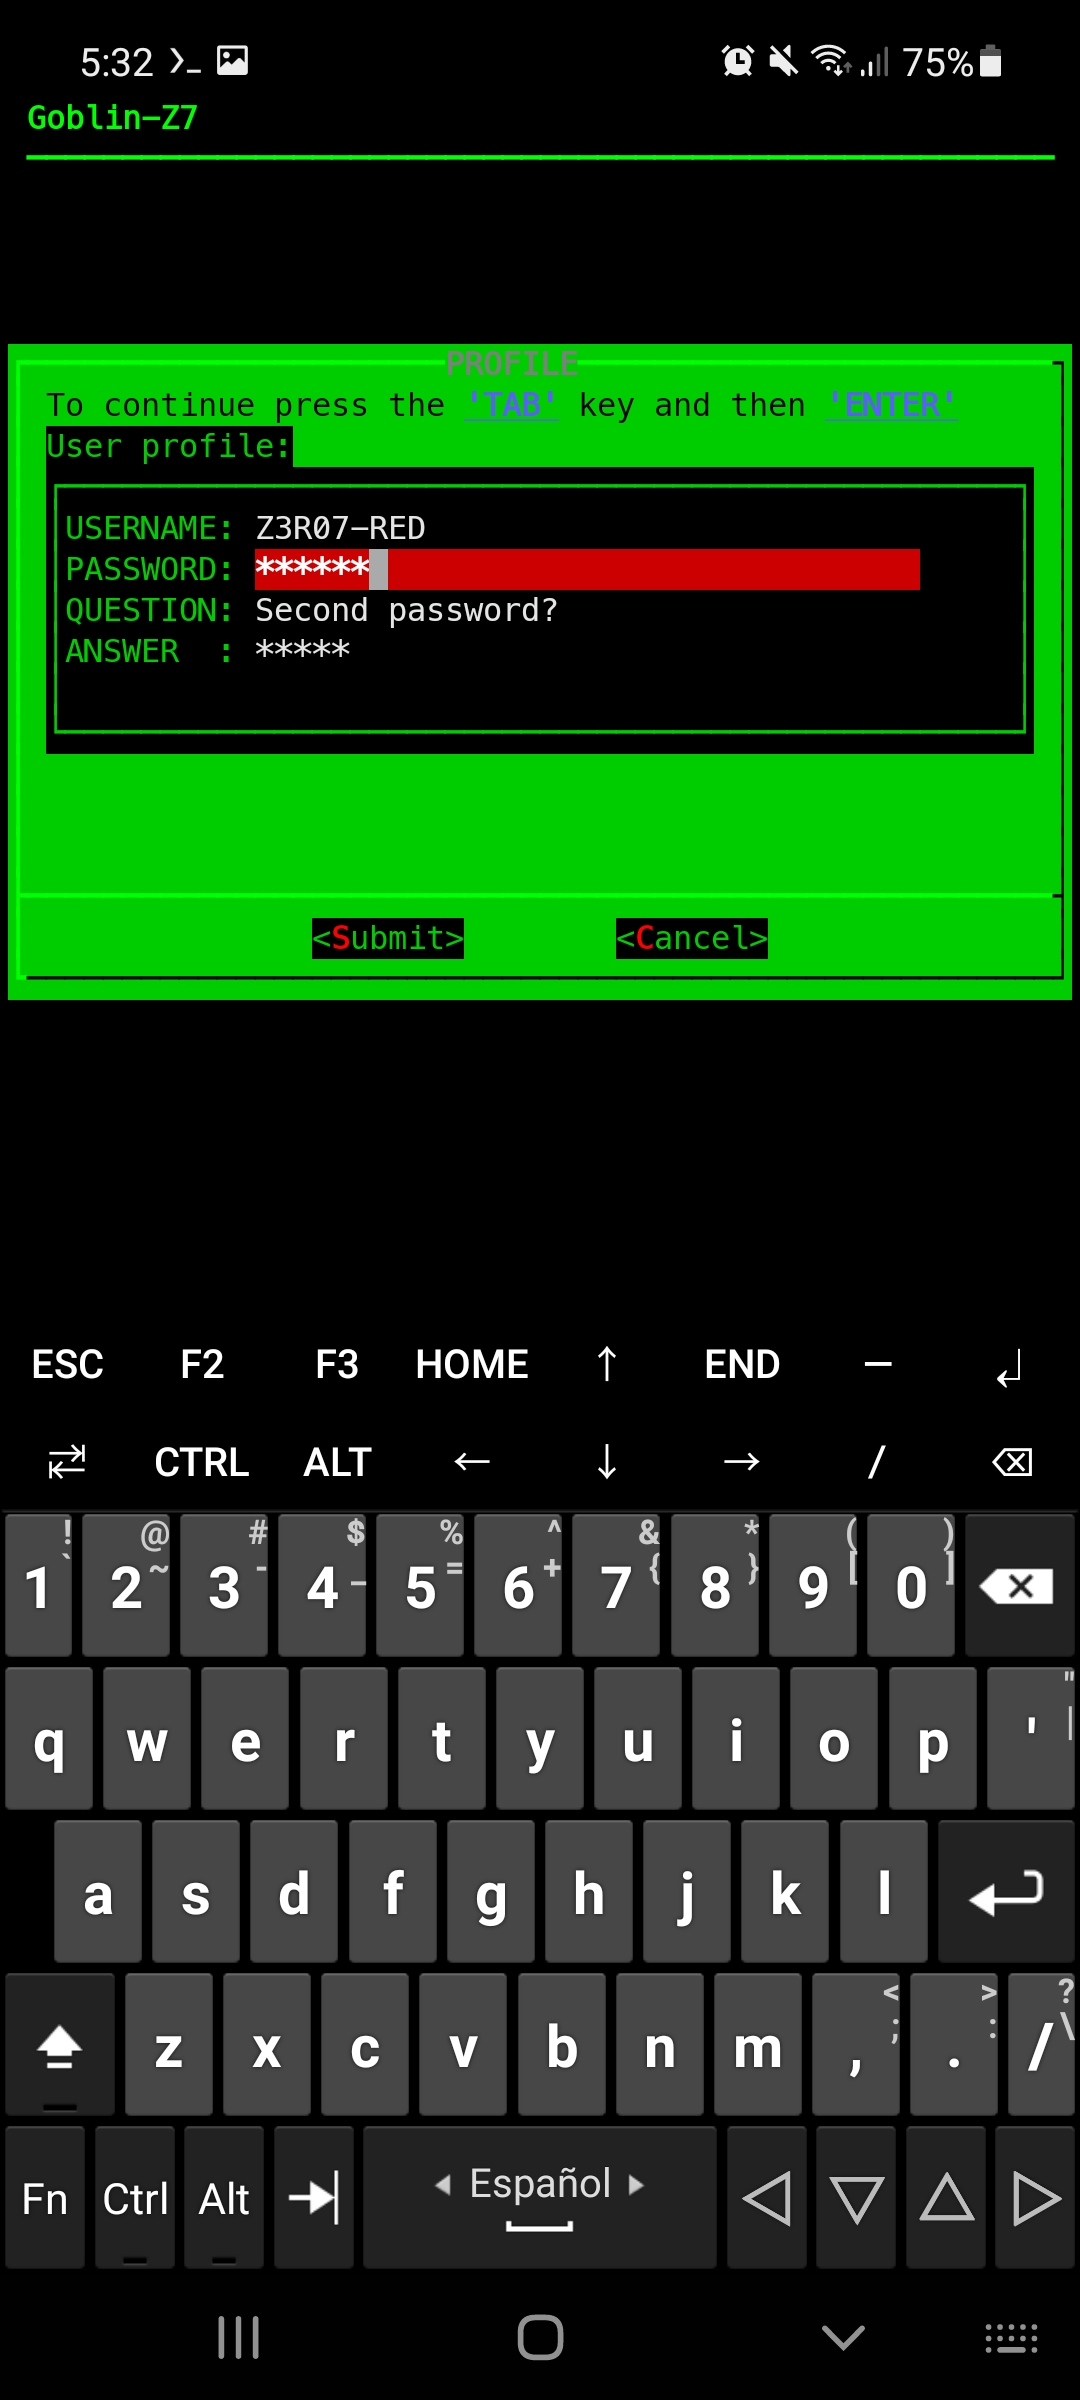 5:32 75%
Goblin-Z7
PROFILE
To continue press the 'TAB' key and then 'ENTER'
User profile:
USERNAME: Z3R07-RED
PASSWORD: ******
QUESTION: Second password?
ANSWER  : *****
<Submit> <Cancel>
ESC F2 F3 HOME ↑ END — ↲
⇄ CTRL ALT ← ↓ → / ⌫
! ` @ ~ # - $ _ % = ^ + & { * } ( [ ) ]
1 2 3 4 5 6 7 8 9 0
q w e r t y u i o p ' " |
a s d f g h j k l
z x c v b n m , < ; . > : / ? \
Fn Ctrl Alt Español